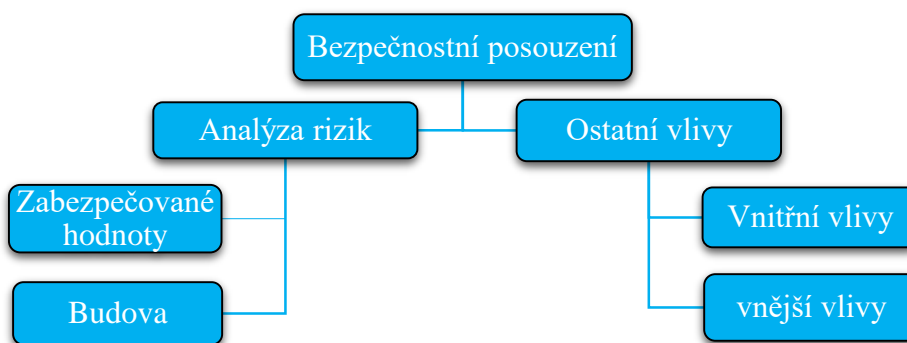 Bezpečnostní posouzení
Analýza rizik
Ostatní vlivy
Zabezpečované
hodnoty
Vnitřní vlivy
Budova
vnější vlivy